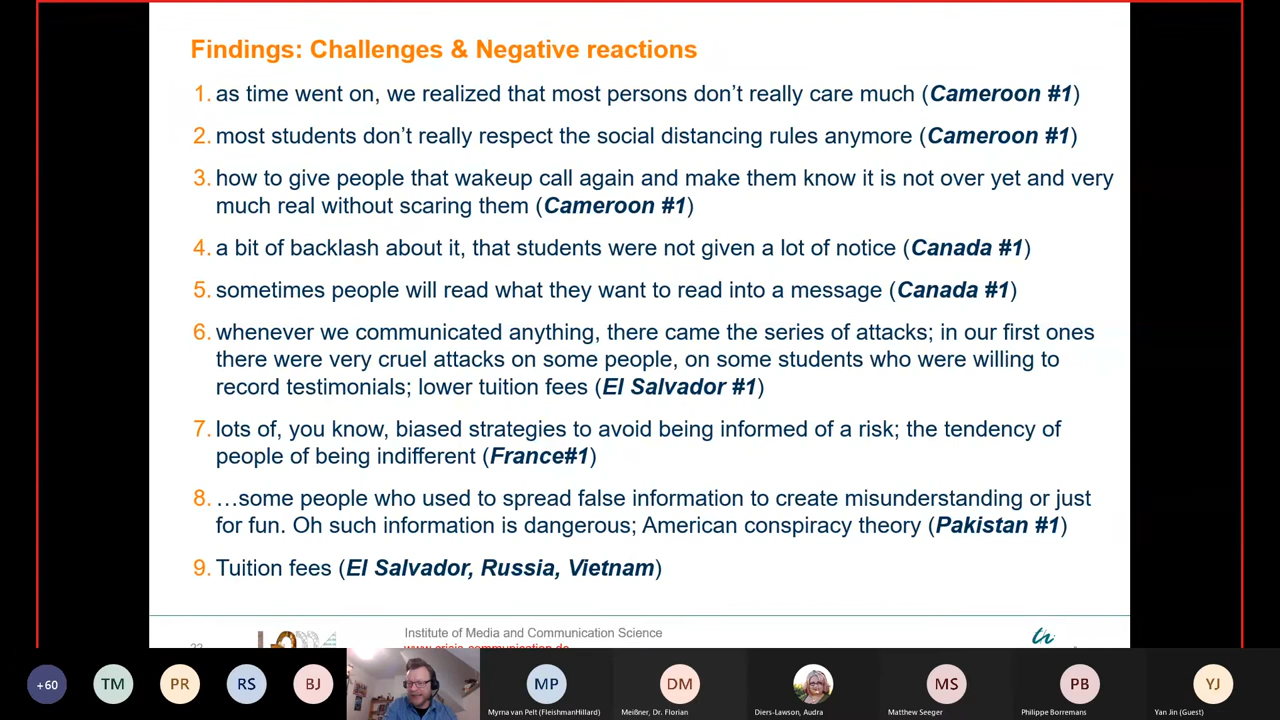 Findings: Challenges & Negative reactions
1. as time went on, we realized that most persons don't really care much (Cameroon #1)
2. most students don't really respect the social distancing rules anymore (Cameroon #1)
3. how to give people that wakeup call again and make them know it is not over yet and very
much real without scaring them (Cameroon #1)
4. a bit of backlash about it, that students were not given a lot of notice (Canada #1)
5. sometimes people will read what they want to read into a message (Canada #1)
6. whenever we communicated anything, there came the series of attacks; in our first ones
there were very cruel attacks on some people, on some students who were willing to
record testimonials; lower tuition fees (El Salvador #1)
7. lots of, you know, biased strategies to avoid being informed of a risk; the tendency of
people of being indifferent (France#1)
8. …some people who used to spread false information to create misunderstanding or just
for fun. Oh such information is dangerous; American conspiracy theory (Pakistan #1)
9. Tuition fees (El Salvador, Russia, Vietnam)
Institute of Media and Communication Science
+60
TM
PR
RS
BJ
MP
DM
MS
PB
YJ
Myrna van Pelt (FleishmanHillard)
Meißner, Dr. Florian
Diers-Lawson, Audra
Matthew Seeger
Philippe Borremans
Yan Jin (Guest)